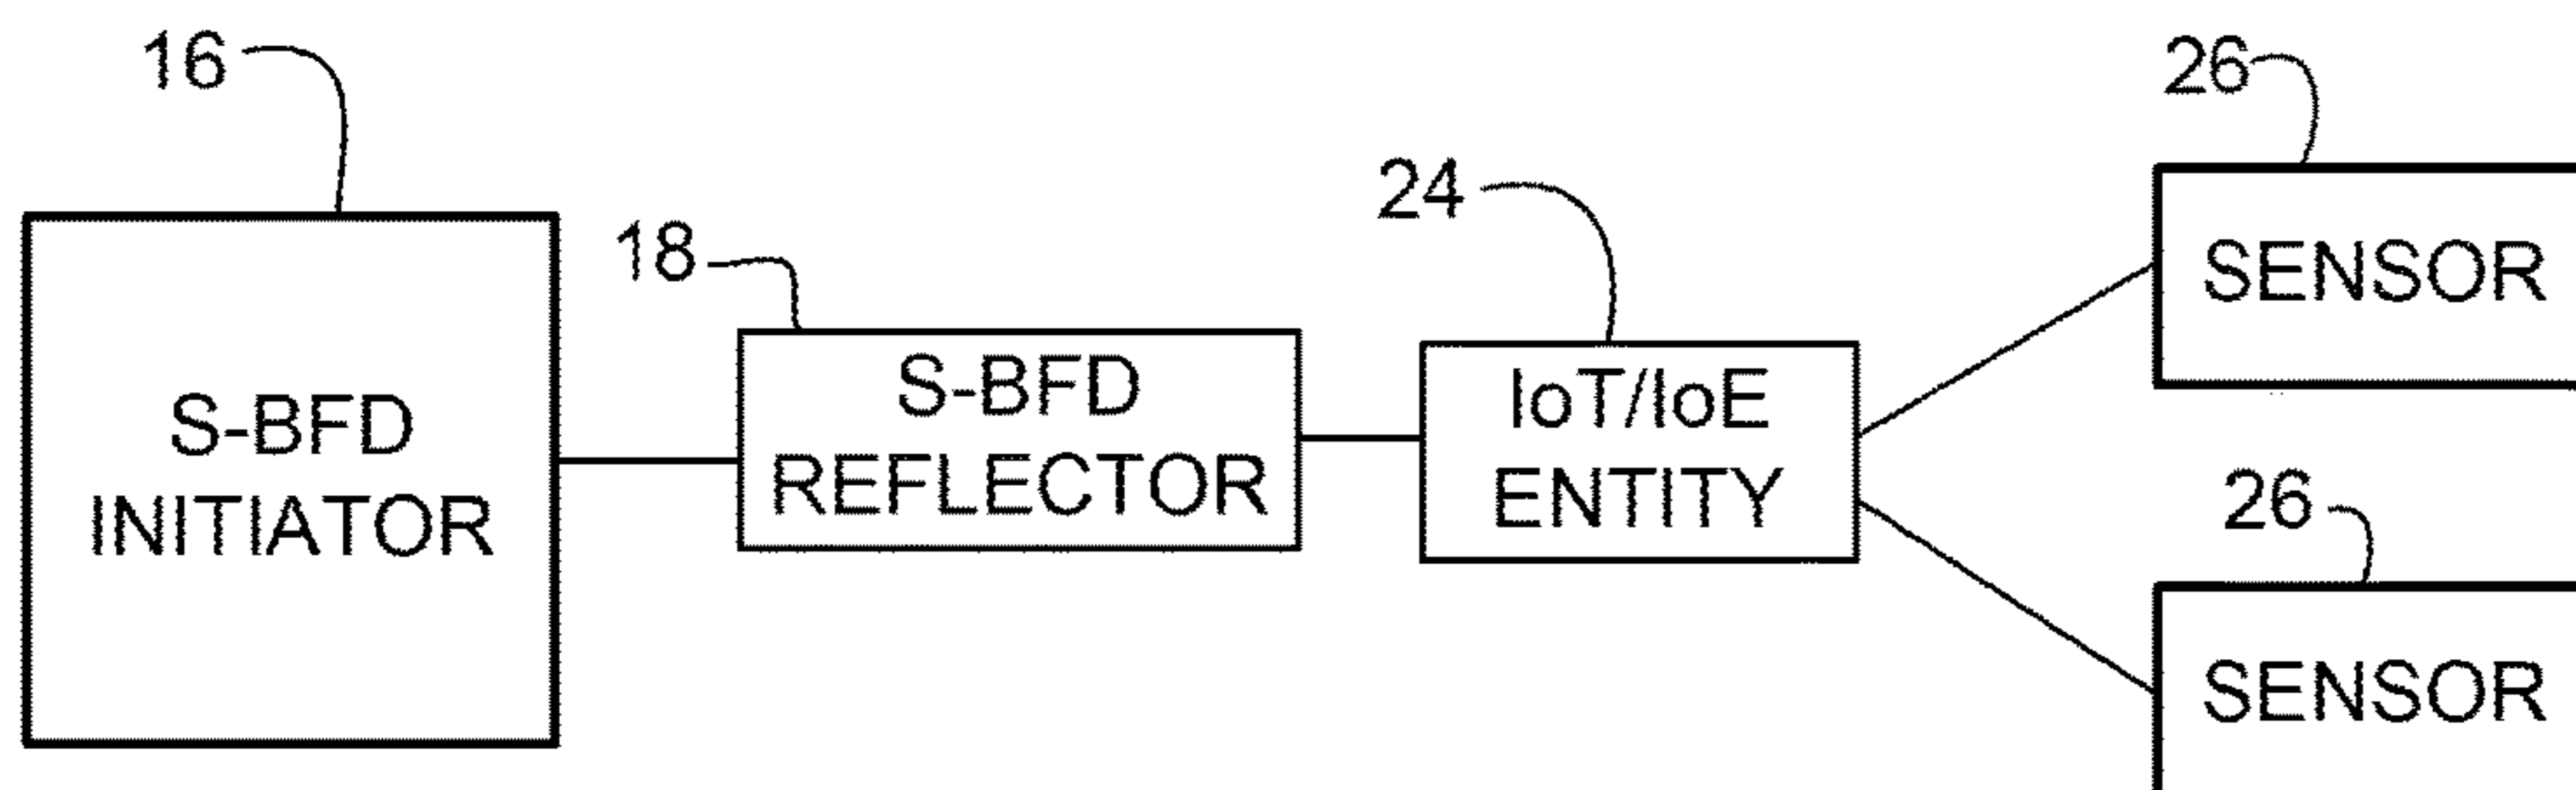 16
S-BFD
INITIATOR
18
S-BFD
REFLECTOR
24
IoT/IoE
ENTITY
26
SENSOR
26
SENSOR